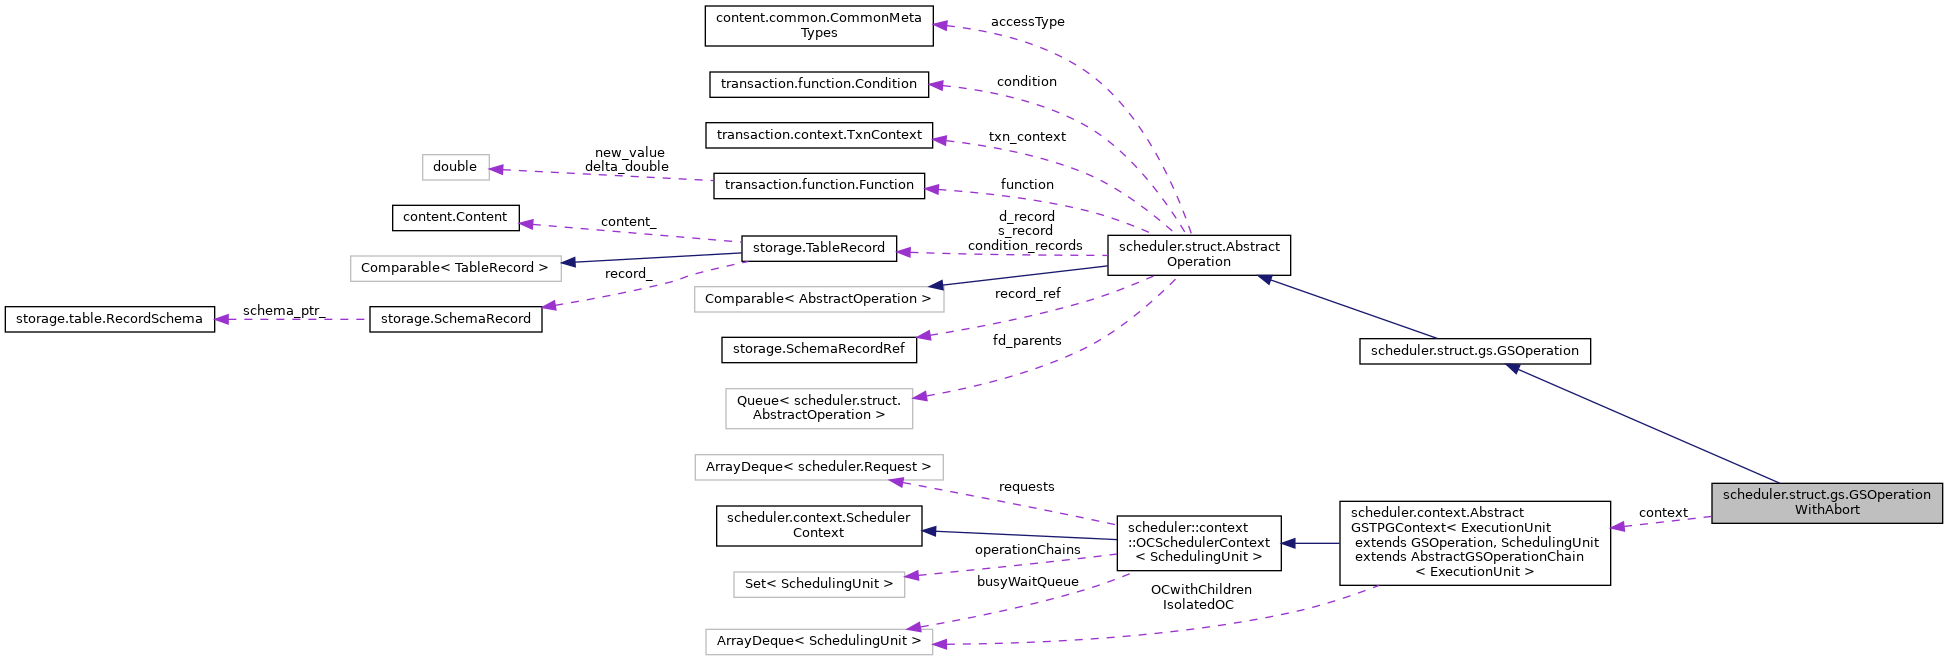 content.common.CommonMeta
Types
accessType
transaction.function.Condition
condition
transaction.context.TxnContext
txn_context
double
new_value
delta_double
transaction.function.Function
function
content.Content
content_
storage.TableRecord
d_record
s_record
condition_records
scheduler.struct.Abstract
Operation
Comparable< TableRecord >
record_
Comparable< AbstractOperation >
record_ref
storage.table.RecordSchema
schema_ptr_
storage.SchemaRecord
storage.SchemaRecordRef
fd_parents
scheduler.struct.gs.GSOperation
Queue< scheduler.struct.
AbstractOperation >
ArrayDeque< scheduler.Request >
requests
scheduler.struct.gs.GSOperation
WithAbort
context
scheduler.context.Scheduler
Context
scheduler::context
::OCSchedulerContext
< SchedulingUnit >
scheduler.context.Abstract
GSTPGContext< ExecutionUnit
extends GSOperation, SchedulingUnit
extends AbstractGSOperationChain
< ExecutionUnit >
operationChains
Set< SchedulingUnit >
busyWaitQueue
OCwithChildren
IsolatedOC
ArrayDeque< SchedulingUnit >